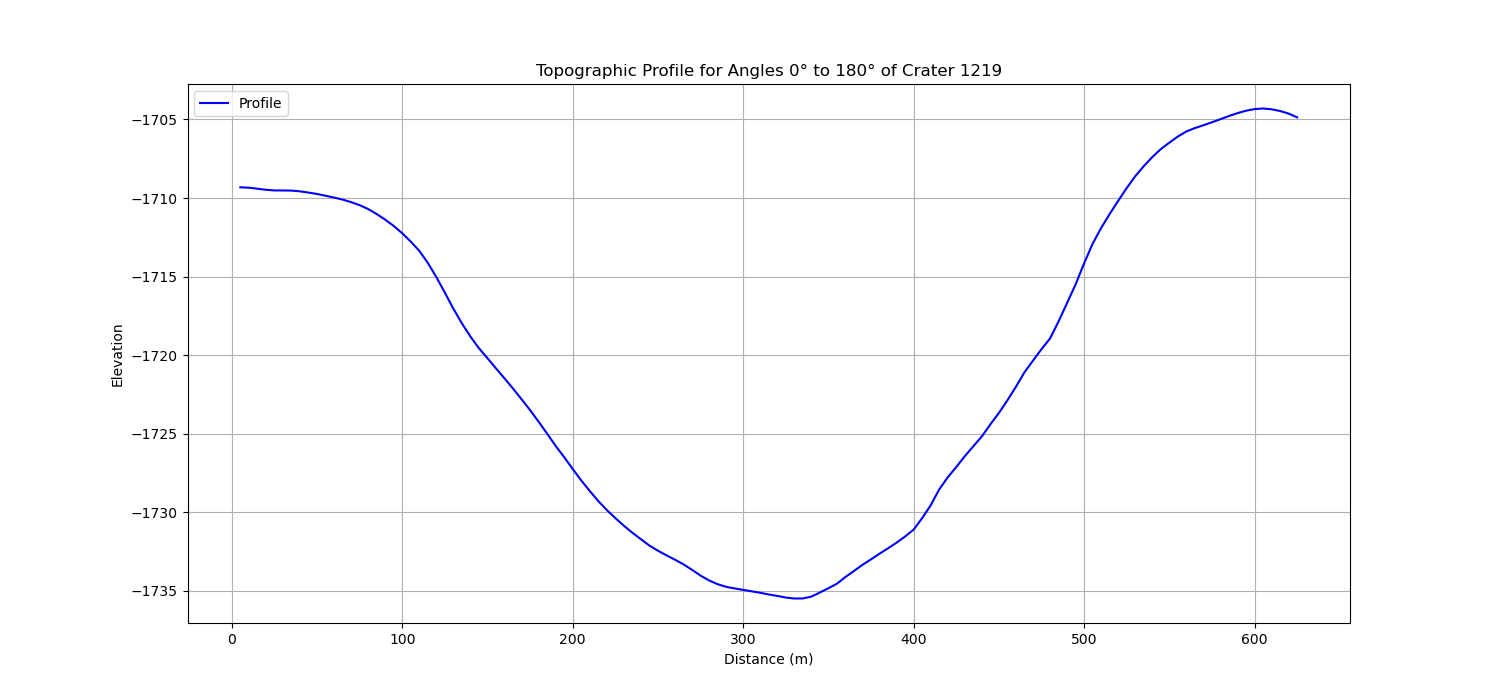 Topographic Profile for Angles 0° to 180° of Crater 1219
Profile
−1705
−1710
−1715
−1720
−1725
−1730
−1735
Elevation
0 100 200 300 400 500 600
Distance (m)